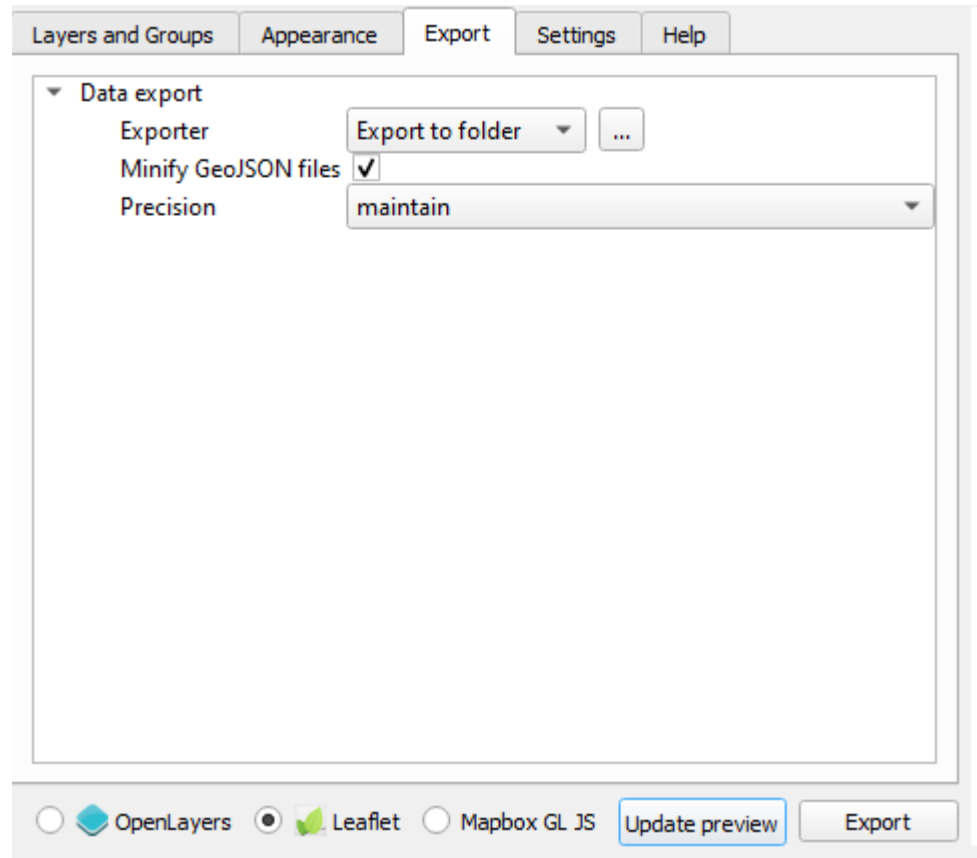 Layers and Groups Appearance Export Settings Help
Data export
Exporter Export to folder ...
Minify GeoJSON files
Precision maintain
OpenLayers Leaflet Mapbox GL JS Update preview Export